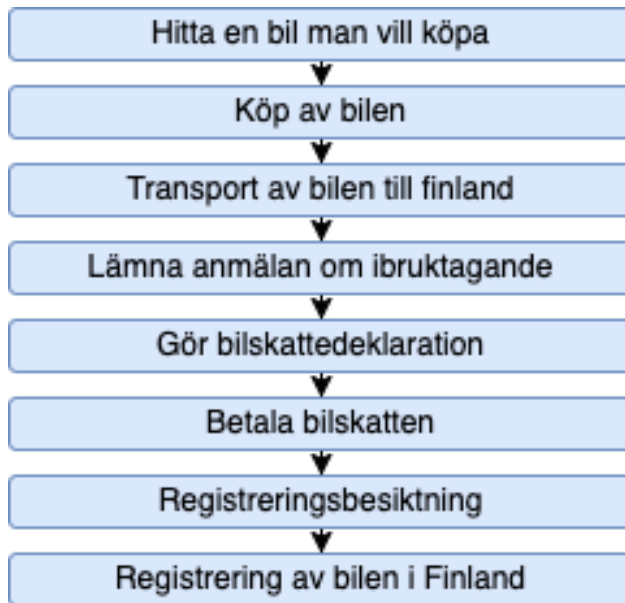 Hitta en bil man vill köpa
Köp av bilen
Transport av bilen till finland
Lämna anmälan om ibruktagande
Gör bilskattedeklaration
Betala bilskatten
Registreringsbesiktning
Registrering av bilen i Finland